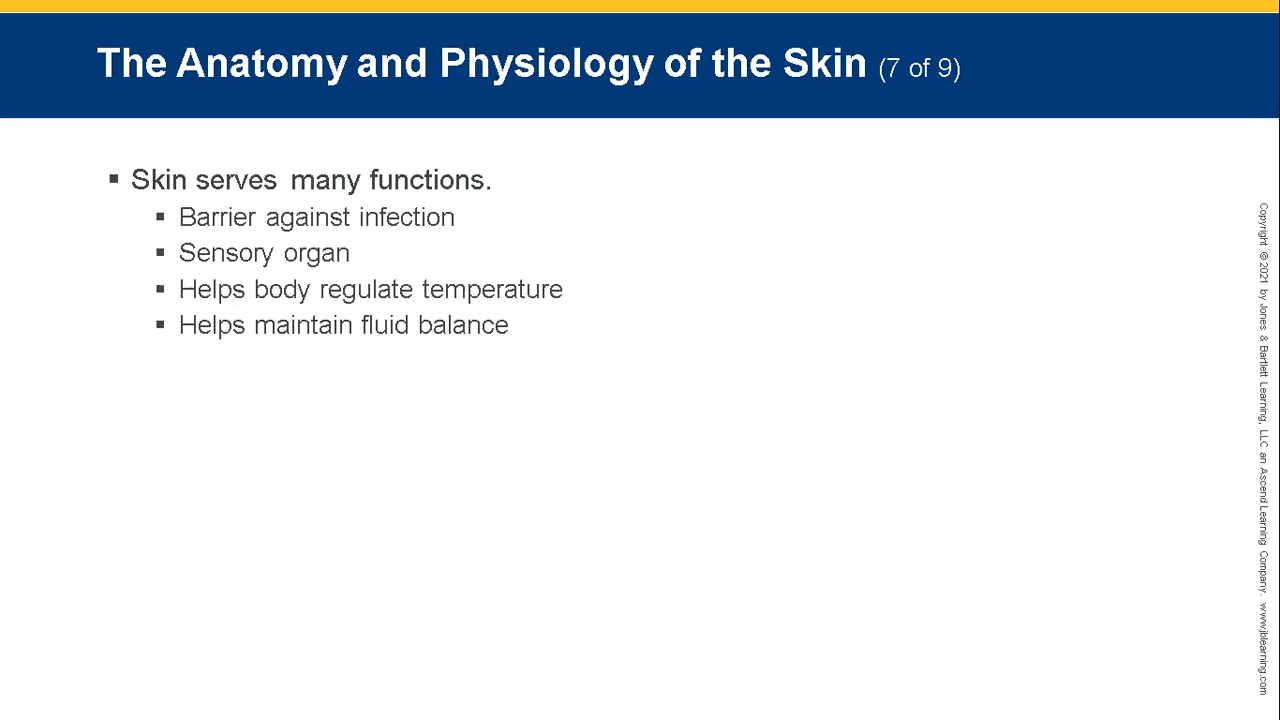 The Anatomy and Physiology of the Skin (7 of 9)
▪ Skin serves many functions.
▪ Barrier against infection
▪ Sensory organ
▪ Helps body regulate temperature
▪ Helps maintain fluid balance
Copyright © 2021 by Jones & Bartlett Learning, LLC an Ascend Learning Company. www.jblearning.com